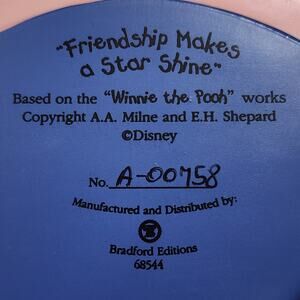 "Friendship Makes
a Star Shine"
Based on the "Winnie the Pooh" works
Copyright A.A. Milne and E.H. Shepard
©Disney
No. A-00758
Manufactured and Distributed by:
Bradford Editions
68544